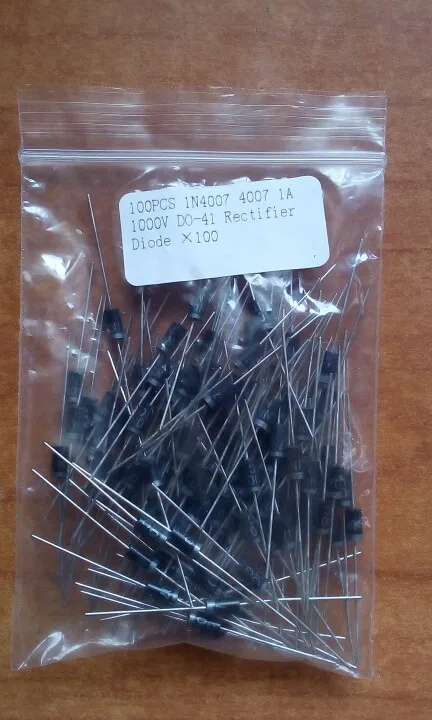 100PCS 1N4007 4007 1A
1000V DO-41 Rectifier
Diode ×100